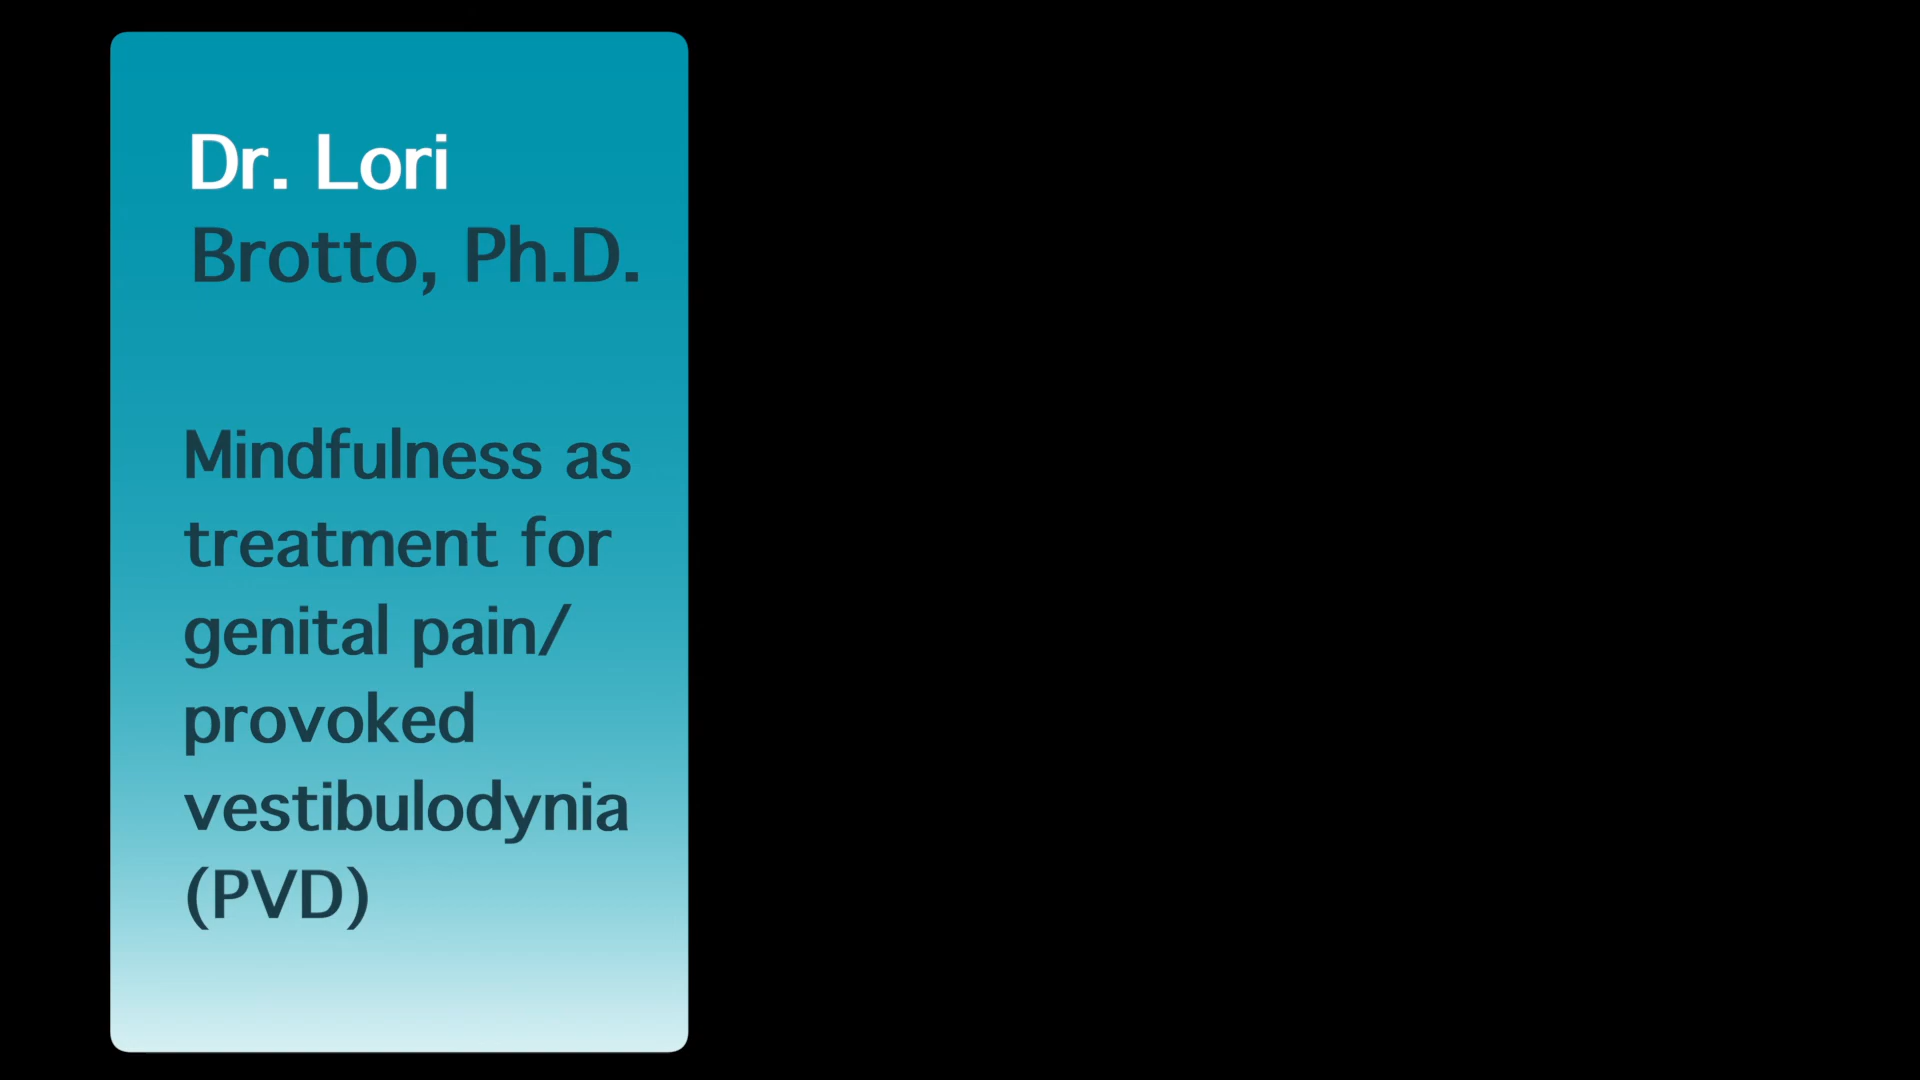 Dr. Lori
Brotto, Ph.D.
Mindfulness as
treatment for
genital pain/
provoked
vestibulodynia
(PVD)